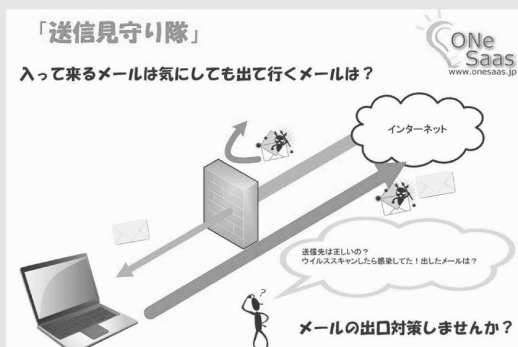 「送信見守り隊」
ONe
Saas
www.onesaas.jp
入って来るメールは気にしても出て行くメールは？
インターネット
送信先は正しいの？
ウイルススキャンしたら感染してた！出したメールは？
?
メールの出口対策しませんか？